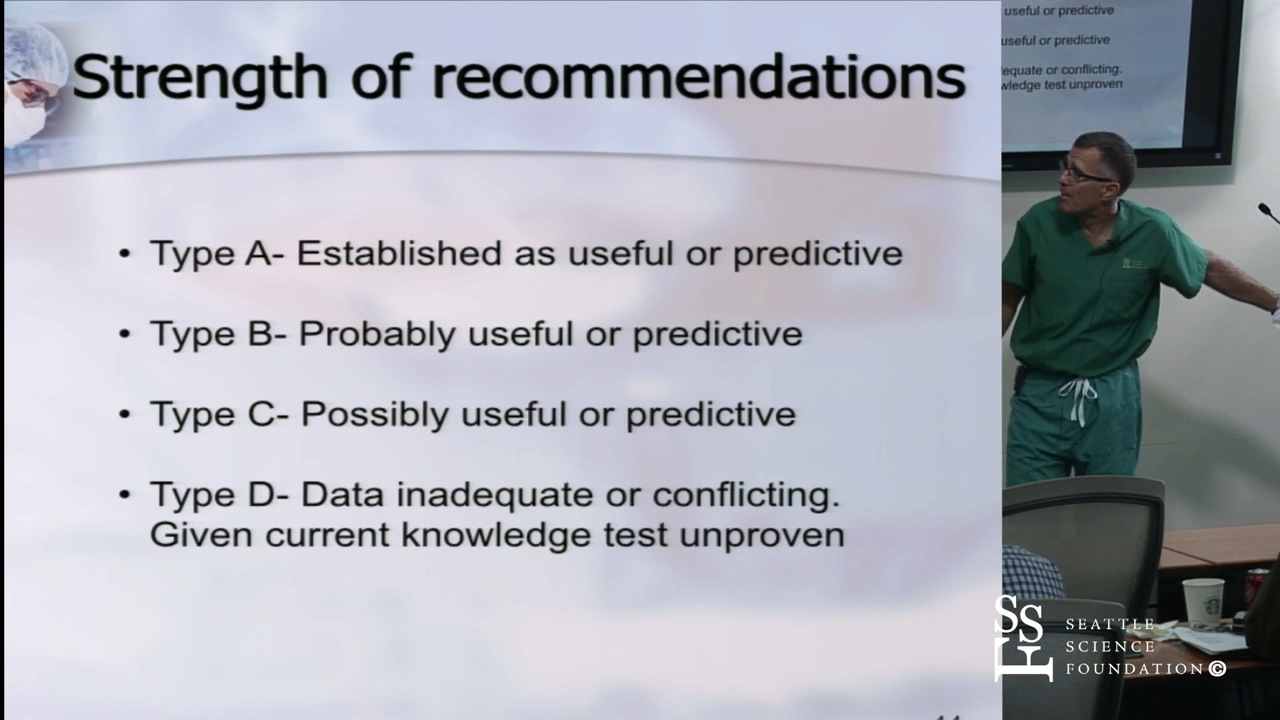 Strength of recommendations
• Type A- Established as useful or predictive
• Type B- Probably useful or predictive
• Type C- Possibly useful or predictive
• Type D- Data inadequate or conflicting.
Given current knowledge test unproven
useful or predictive
useful or predictive
equate or conflicting.
wledge test unproven
SSF
SEATTLE
SCIENCE
FOUNDATION©